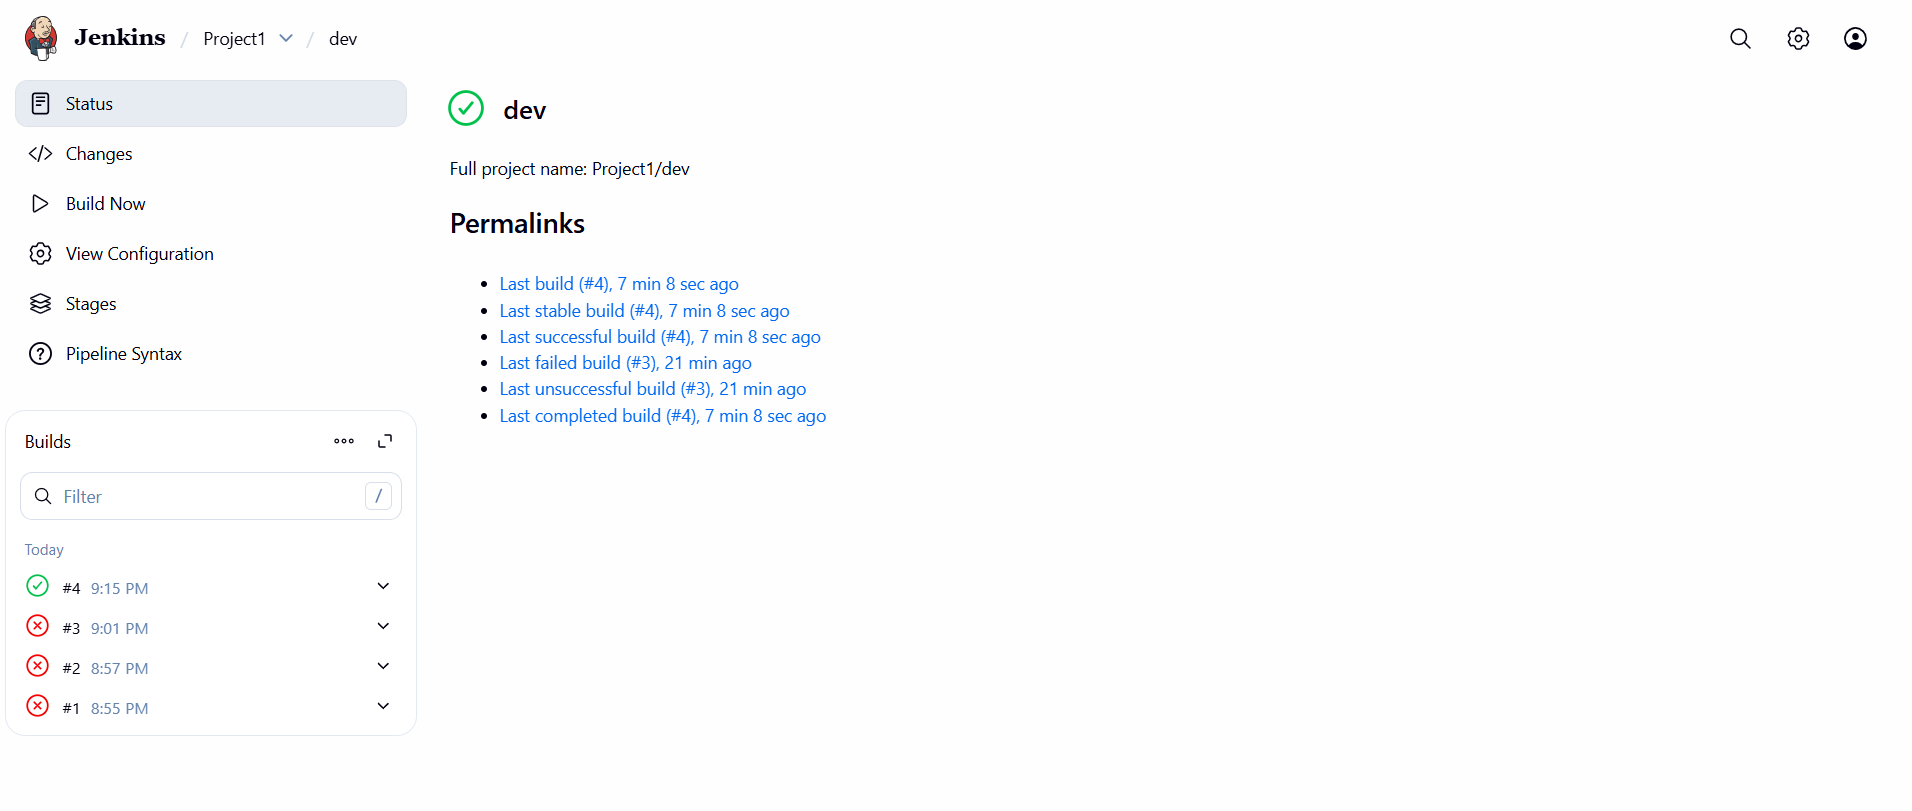 Jenkins / Project1 / dev
Status
Changes
Build Now
View Configuration
Stages
Pipeline Syntax
Builds
Filter /
Today
#4 9:15 PM
#3 9:01 PM
#2 8:57 PM
#1 8:55 PM
dev
Full project name: Project1/dev
Permalinks
Last build (#4), 7 min 8 sec ago
Last stable build (#4), 7 min 8 sec ago
Last successful build (#4), 7 min 8 sec ago
Last failed build (#3), 21 min ago
Last unsuccessful build (#3), 21 min ago
Last completed build (#4), 7 min 8 sec ago